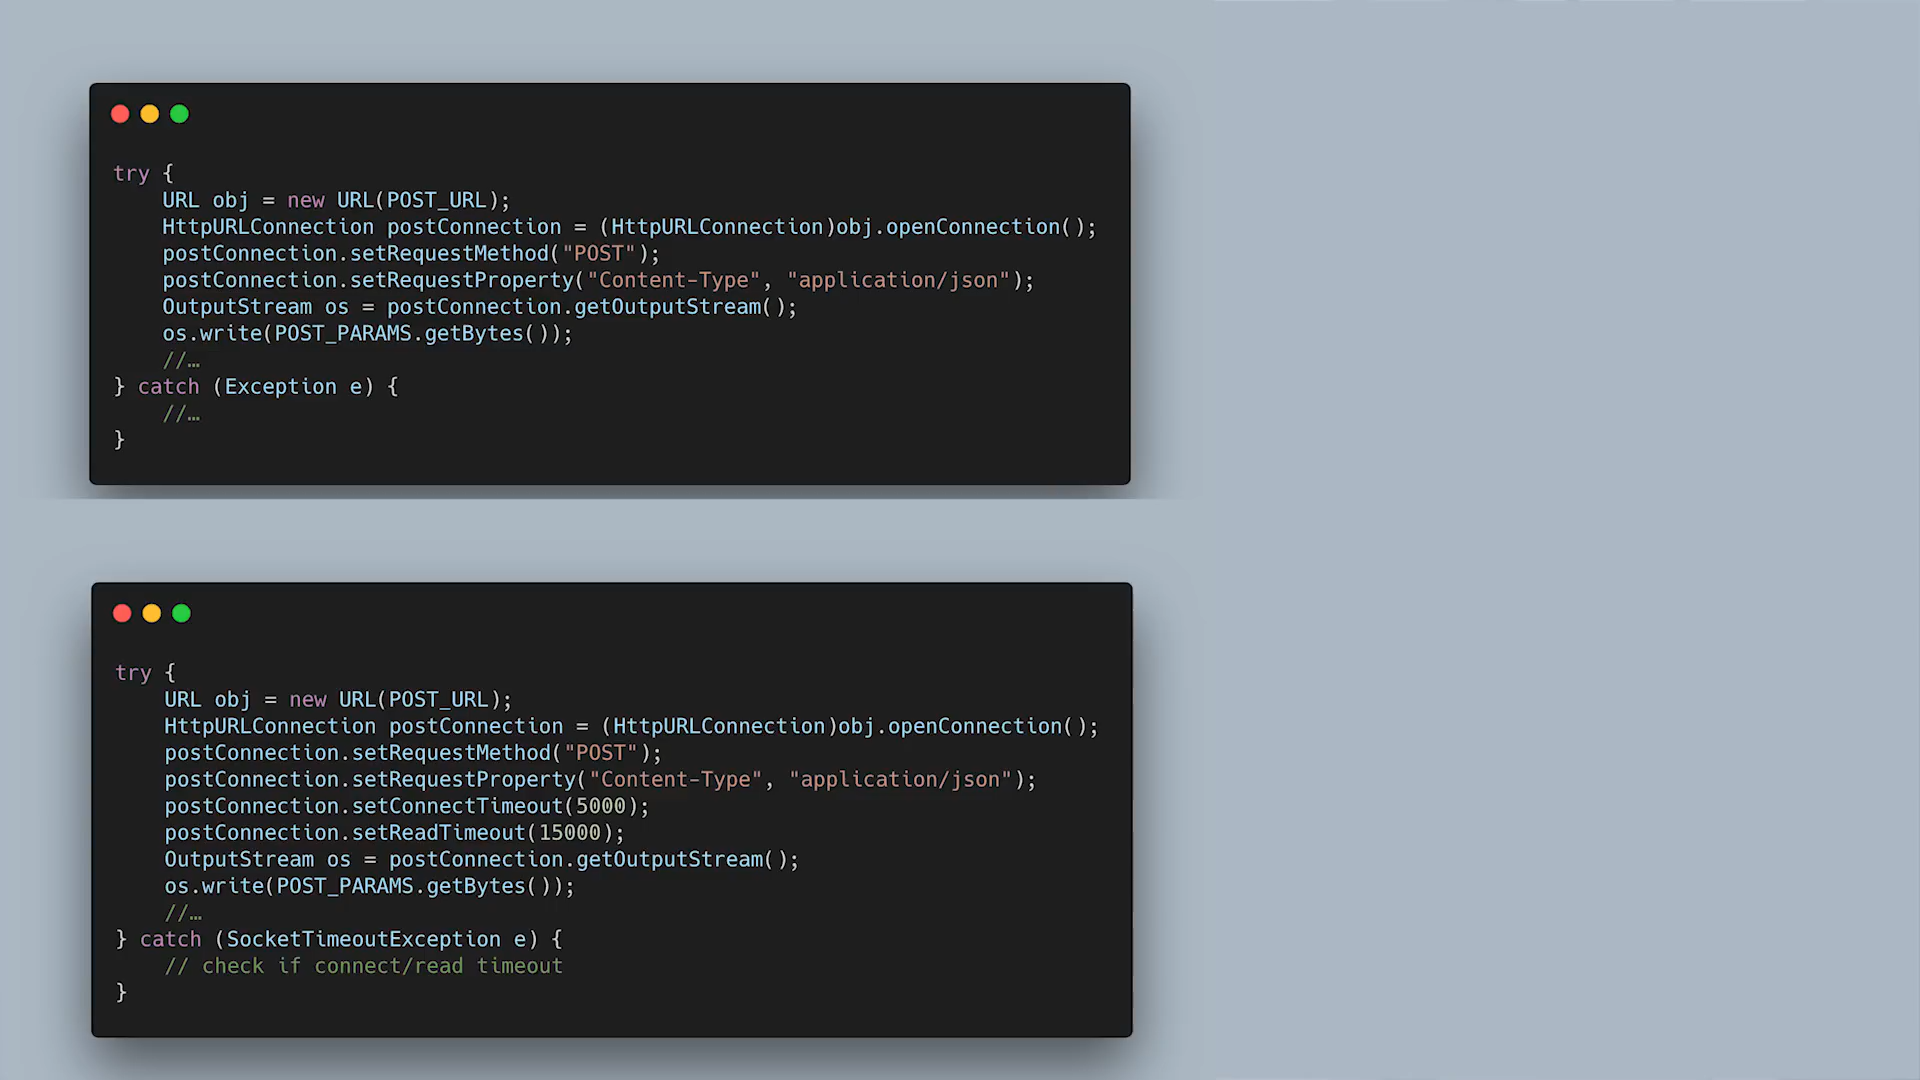 try {
    URL obj = new URL(POST_URL);
    HttpURLConnection postConnection = (HttpURLConnection)obj.openConnection();
    postConnection.setRequestMethod("POST");
    postConnection.setRequestProperty("Content-Type", "application/json");
    OutputStream os = postConnection.getOutputStream();
    os.write(POST_PARAMS.getBytes());
    //…
} catch (Exception e) {
    //…
}
try {
    URL obj = new URL(POST_URL);
    HttpURLConnection postConnection = (HttpURLConnection)obj.openConnection();
    postConnection.setRequestMethod("POST");
    postConnection.setRequestProperty("Content-Type", "application/json");
    postConnection.setConnectTimeout(5000);
    postConnection.setReadTimeout(15000);
    OutputStream os = postConnection.getOutputStream();
    os.write(POST_PARAMS.getBytes());
    //…
} catch (SocketTimeoutException e) {
    // check if connect/read timeout
}